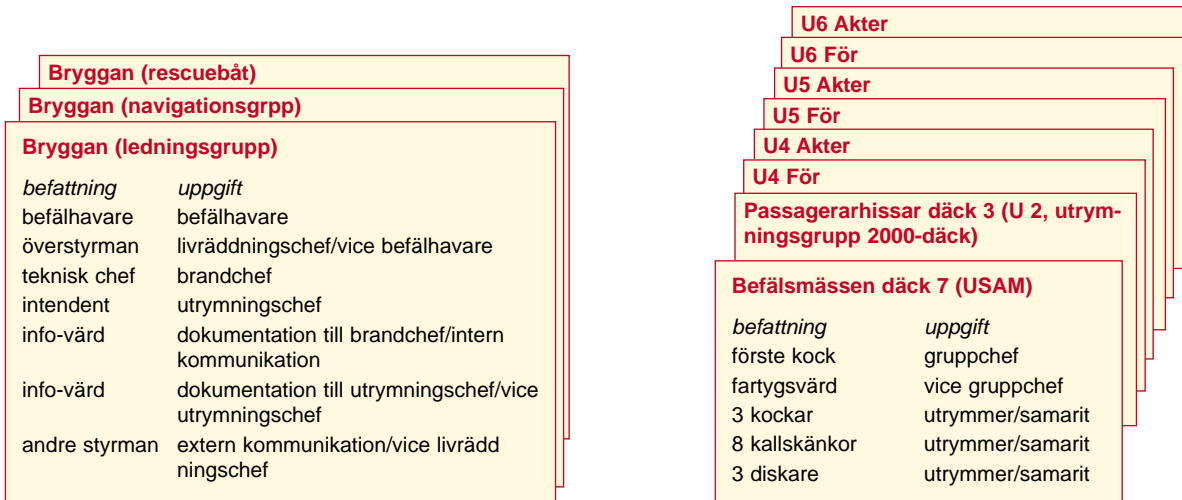 Bryggan (rescuebåt)
Bryggan (navigationsgrpp)
Bryggan (ledningsgrupp)
befattning uppgift
befälhavare befälhavare
överstyrman livräddningschef/vice befälhavare
teknisk chef brandchef
intendent utrymningschef
info-värd dokumentation till brandchef/intern
kommunikation
info-värd dokumentation till utrymningschef/vice
utrymningschef
andre styrman extern kommunikation/vice livrädd
ningschef
U6 Akter
U6 För
U5 Akter
U5 För
U4 Akter
U4 För
Passagerarhissar däck 3 (U 2, utrym-
ningsgrupp 2000-däck)
Befälsmässen däck 7 (USAM)
befattning uppgift
förste kock gruppchef
fartygsvärd vice gruppchef
3 kockar utrymmer/samarit
8 kallskänkor utrymmer/samarit
3 diskare utrymmer/samarit